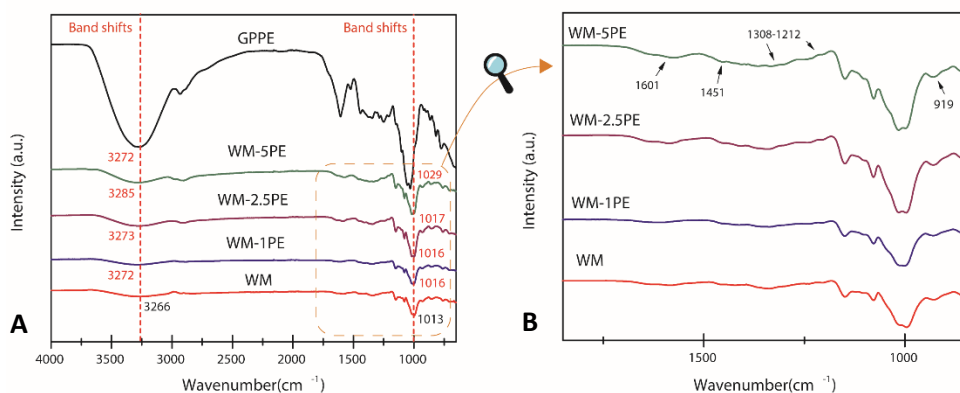 Band shifts
Band shifts
GPPE
WM-5PE
WM-2.5PE
WM-1PE
WM
3272
3285
3273
3272
3266
1029
1017
1016
1016
1013
Intensity (a.u.)
4000
3500
3000
2500
2000
1500
1000
Wavenumber(cm ⁻¹)
A
WM-5PE
1308-1212
1601
1451
919
WM-2.5PE
WM-1PE
WM
Intensity (a.u.)
1500
1000
Wavenumber(cm ⁻¹)
B